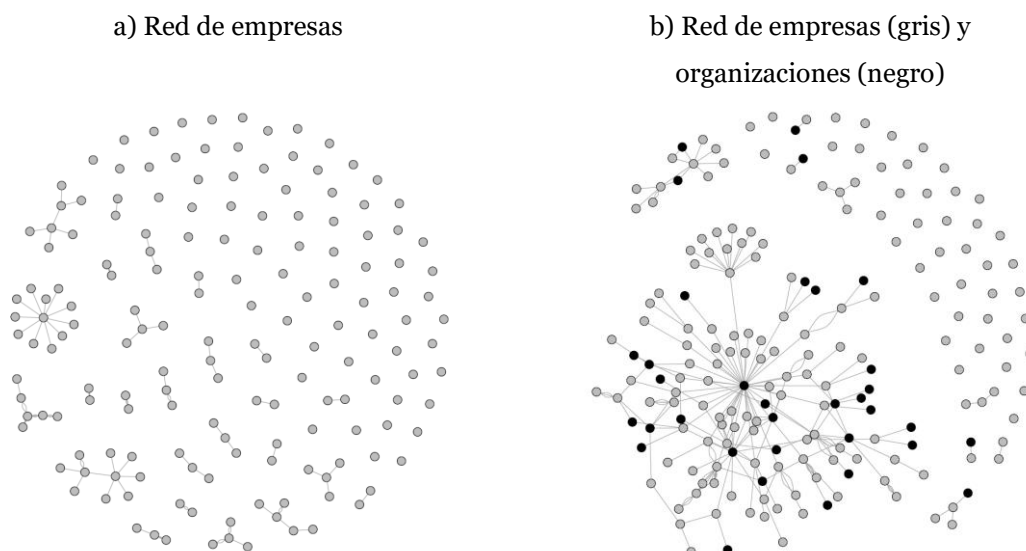 a) Red de empresas
b) Red de empresas (gris) y
organizaciones (negro)